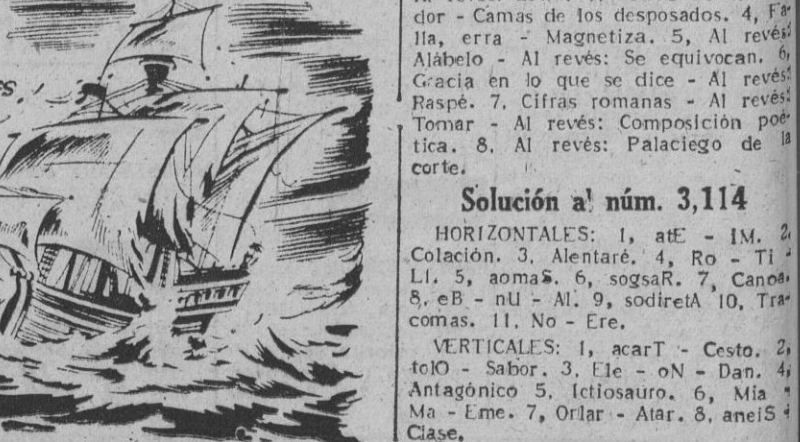 dor - Camas de los desposados. 4, Fa-
lla, erra - Magnetiza. 5, Al revés:
Alábelo - Al revés: Se equivocan. 6,
Gracia en lo que se dice - Al revés:
Raspé. 7, Cifras romanas - Al revés:
Tomar - Al revés: Composición poé-
tica. 8, Al revés: Palaciego de la
corte.
Solución al núm. 3,114
HORIZONTALES: 1, atE - IM. 2,
Colación. 3, Alentaré. 4, Ro - Ti -
Ll. 5, aomaS. 6, sogsaR. 7, Canoa.
8, eB - nU - Al. 9, sodiretA 10, Tra-
comas. 11, No - Ere.
VERTICALES: 1, acarT - Cesto. 2,
tolO - Sabor. 3, Ele - oN - Dan. 4,
Antagónico 5, Ictiosauro. 6, Mia -
Ma - Eme. 7, Orlar - Atar. 8, aneiS -
Clase.